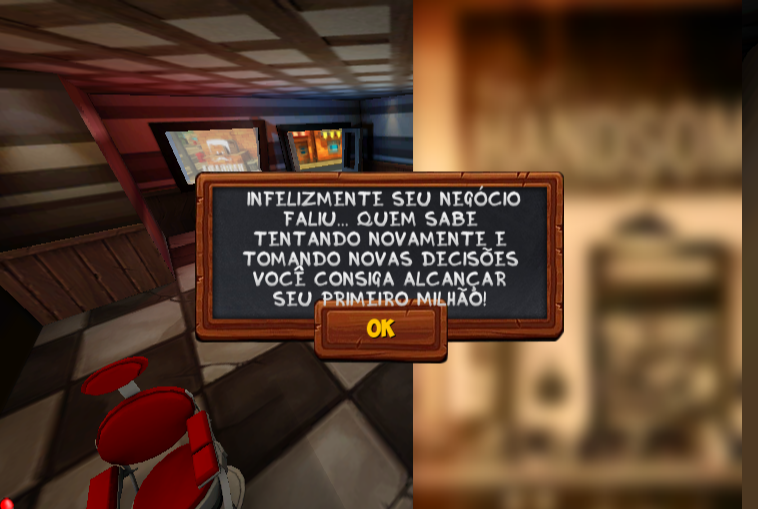 INFELIZMENTE SEU NEGÓCIO
FALIU... QUEM SABE
TENTANDO NOVAMENTE E
TOMANDO NOVAS DECISÕES
VOCÊ CONSIGA ALCANÇAR
SEU PRIMEIRO MILHÃO!
OK